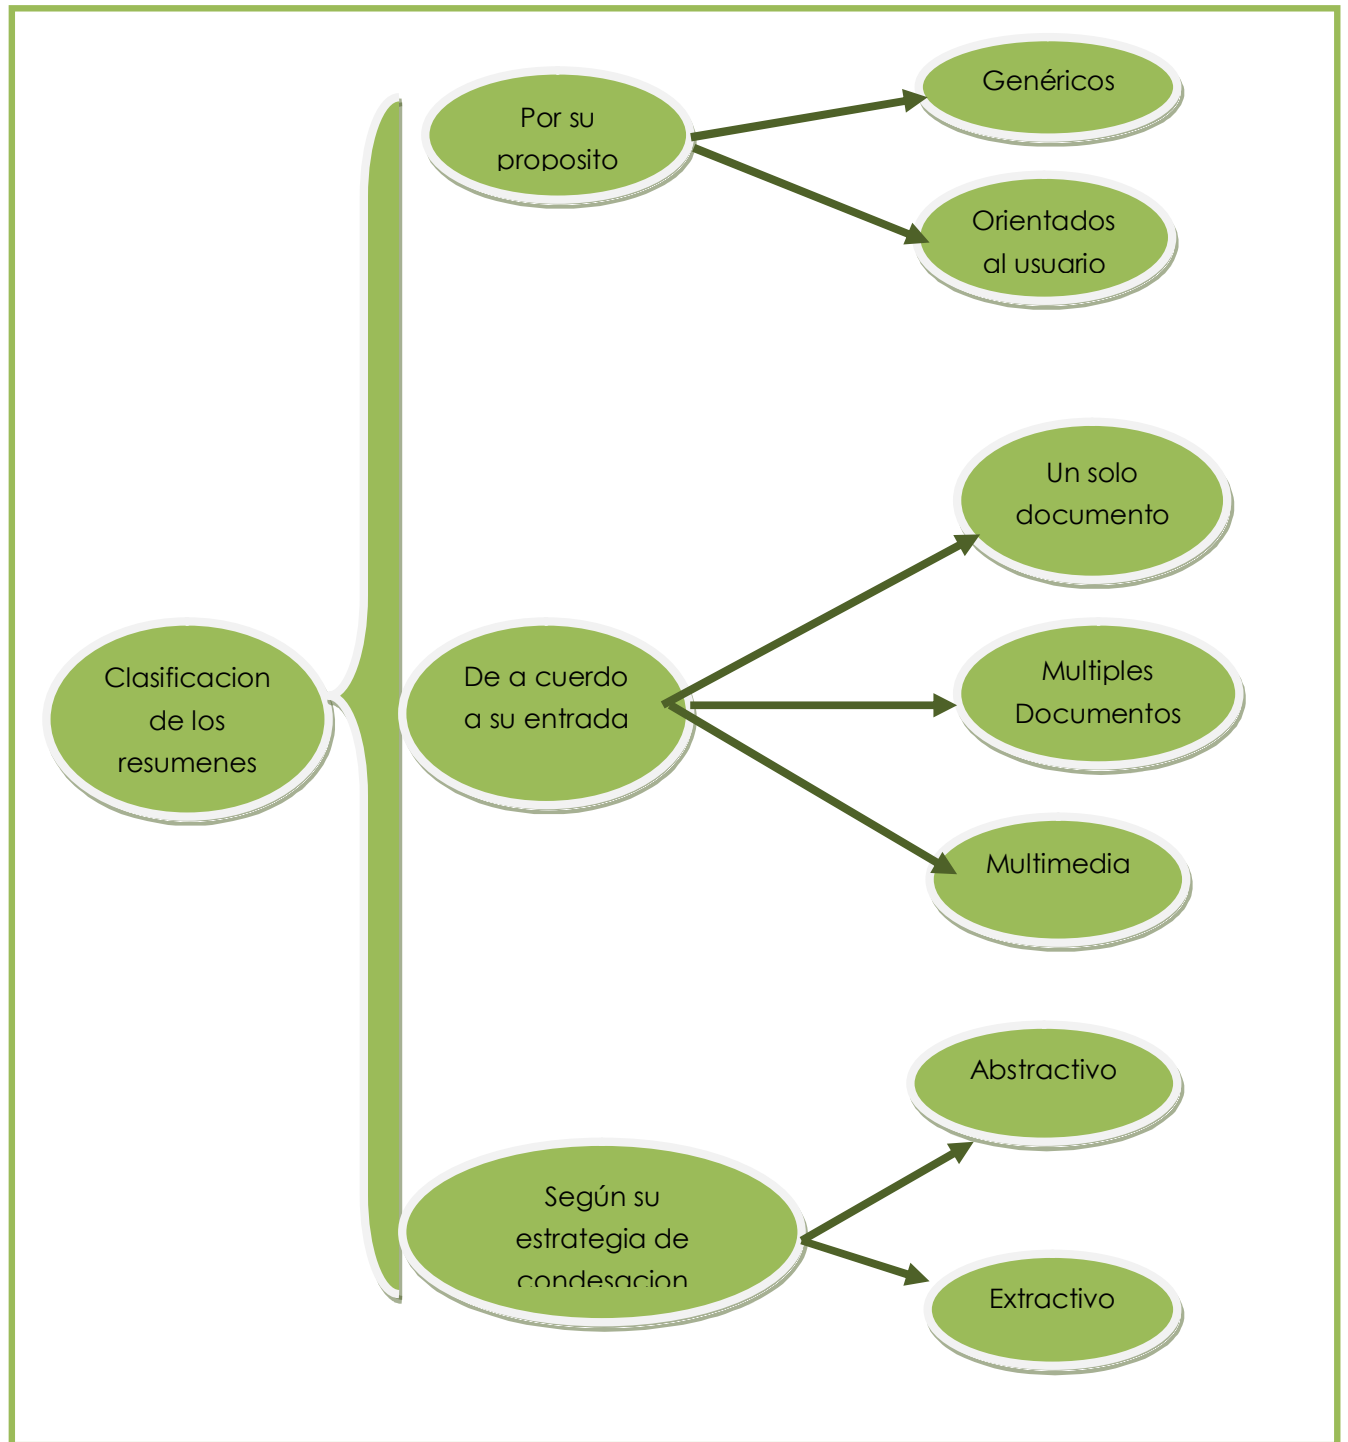 Clasificacion
de los
resumenes
Por su
proposito
Genéricos
Orientados
al usuario
De a cuerdo
a su entrada
Un solo
documento
Multiples
Documentos
Multimedia
Según su
estrategia de
condesacion
Abstractivo
Extractivo